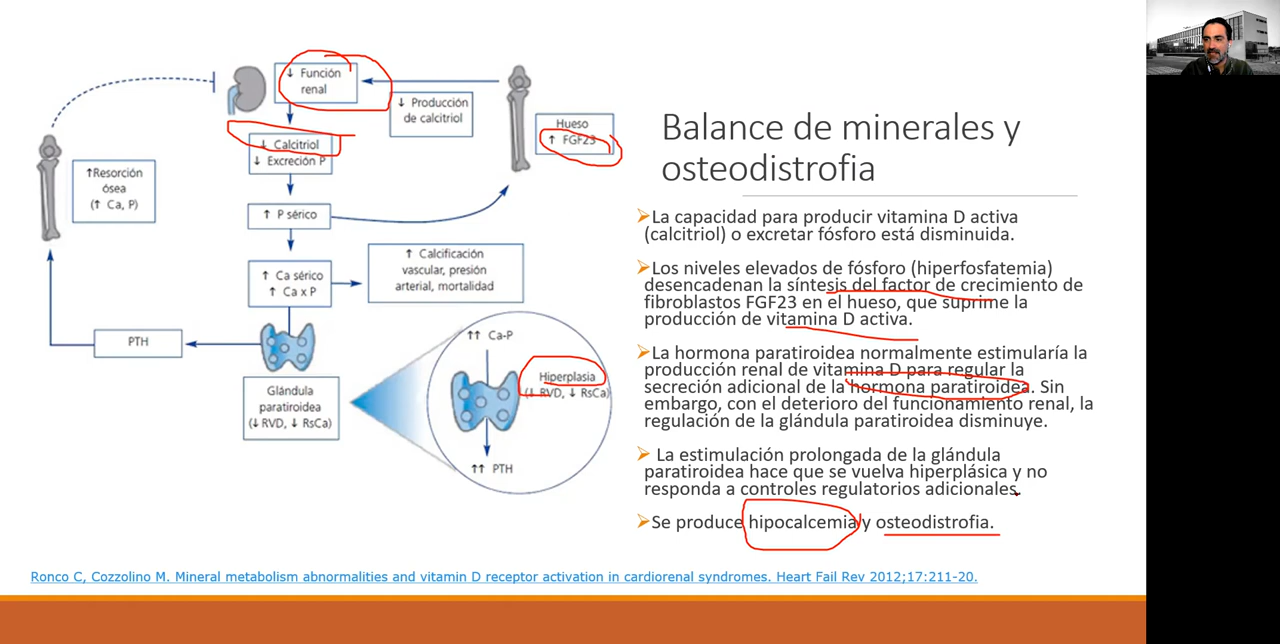 ↓ Función
renal
↓ Producción
de calcitriol
Hueso
↑ FGF23
↓ Calcitriol
↓ Excreción P
↑Resorción
ósea
(↑ Ca, P)
↑ P sérico
↑ Ca sérico
↑ Ca x P
↑ Calcificación
vascular, presión
arterial, mortalidad
PTH
Glándula
paratiroidea
(↓ RVD, ↓ RsCa)
↑↑ Ca-P
Hiperplasia
(↓ RVD, ↓ RsCa)
↑↑ PTH
Balance de minerales y
osteodistrofia
La capacidad para producir vitamina D activa
(calcitriol) o excretar fósforo está disminuida.
Los niveles elevados de fósforo (hiperfosfatemia)
desencadenan la síntesis del factor de crecimiento de
fibroblastos FGF23 en el hueso, que suprime la
producción de vitamina D activa.
La hormona paratiroidea normalmente estimularía la
producción renal de vitamina D para regular la
secreción adicional de la hormona paratiroidea. Sin
embargo, con el deterioro del funcionamiento renal, la
regulación de la glándula paratiroidea disminuye.
La estimulación prolongada de la glándula
paratiroidea hace que se vuelva hiperplásica y no
responda a controles regulatorios adicionales.
Se produce hipocalcemia y osteodistrofia.
Ronco C, Cozzolino M. Mineral metabolism abnormalities and vitamin D receptor activation in cardiorenal syndromes. Heart Fail Rev 2012;17:211-20.